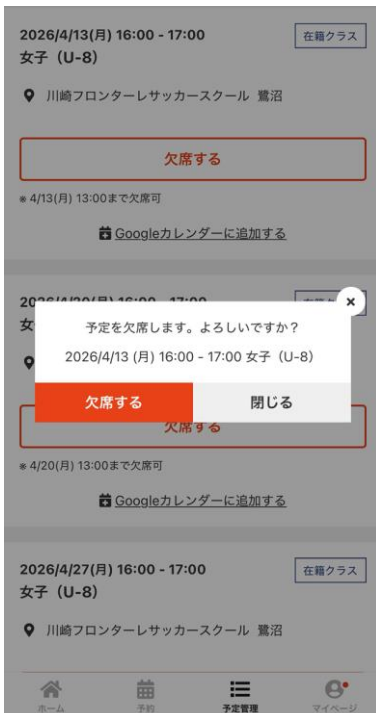 2026/4/13(月) 16:00 - 17:00
在籍クラス
女子（U-8）
川崎フロンターレサッカースクール 鷺沼
欠席する
※ 4/13(月) 13:00まで欠席可
Googleカレンダーに追加する
予定を欠席します。よろしいですか？
2026/4/13 (月) 16:00 - 17:00 女子（U-8）
欠席する
閉じる
欠席する
※ 4/20(月) 13:00まで欠席可
Googleカレンダーに追加する
2026/4/27(月) 16:00 - 17:00
在籍クラス
女子（U-8）
川崎フロンターレサッカースクール 鷺沼
ホーム
予約
予定管理
マイページ